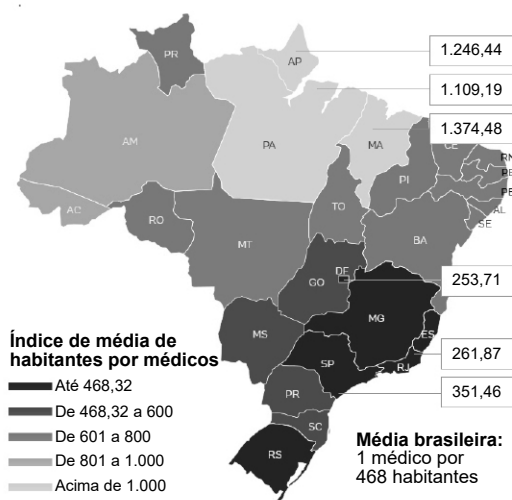 PR
AP
1.246,44
1.109,19
1.374,48
AM
PA
MA
CE
RN
PB
PE
AL
SE
PI
AC
RO
TO
MT
BA
DF
GO
253,71
MG
ES
261,87
MS
SP
RJ
351,46
PR
SC
RS
Índice de média de
habitantes por médicos
Até 468,32
De 468,32 a 600
De 601 a 800
De 801 a 1.000
Acima de 1.000
Média brasileira:
1 médico por
468 habitantes